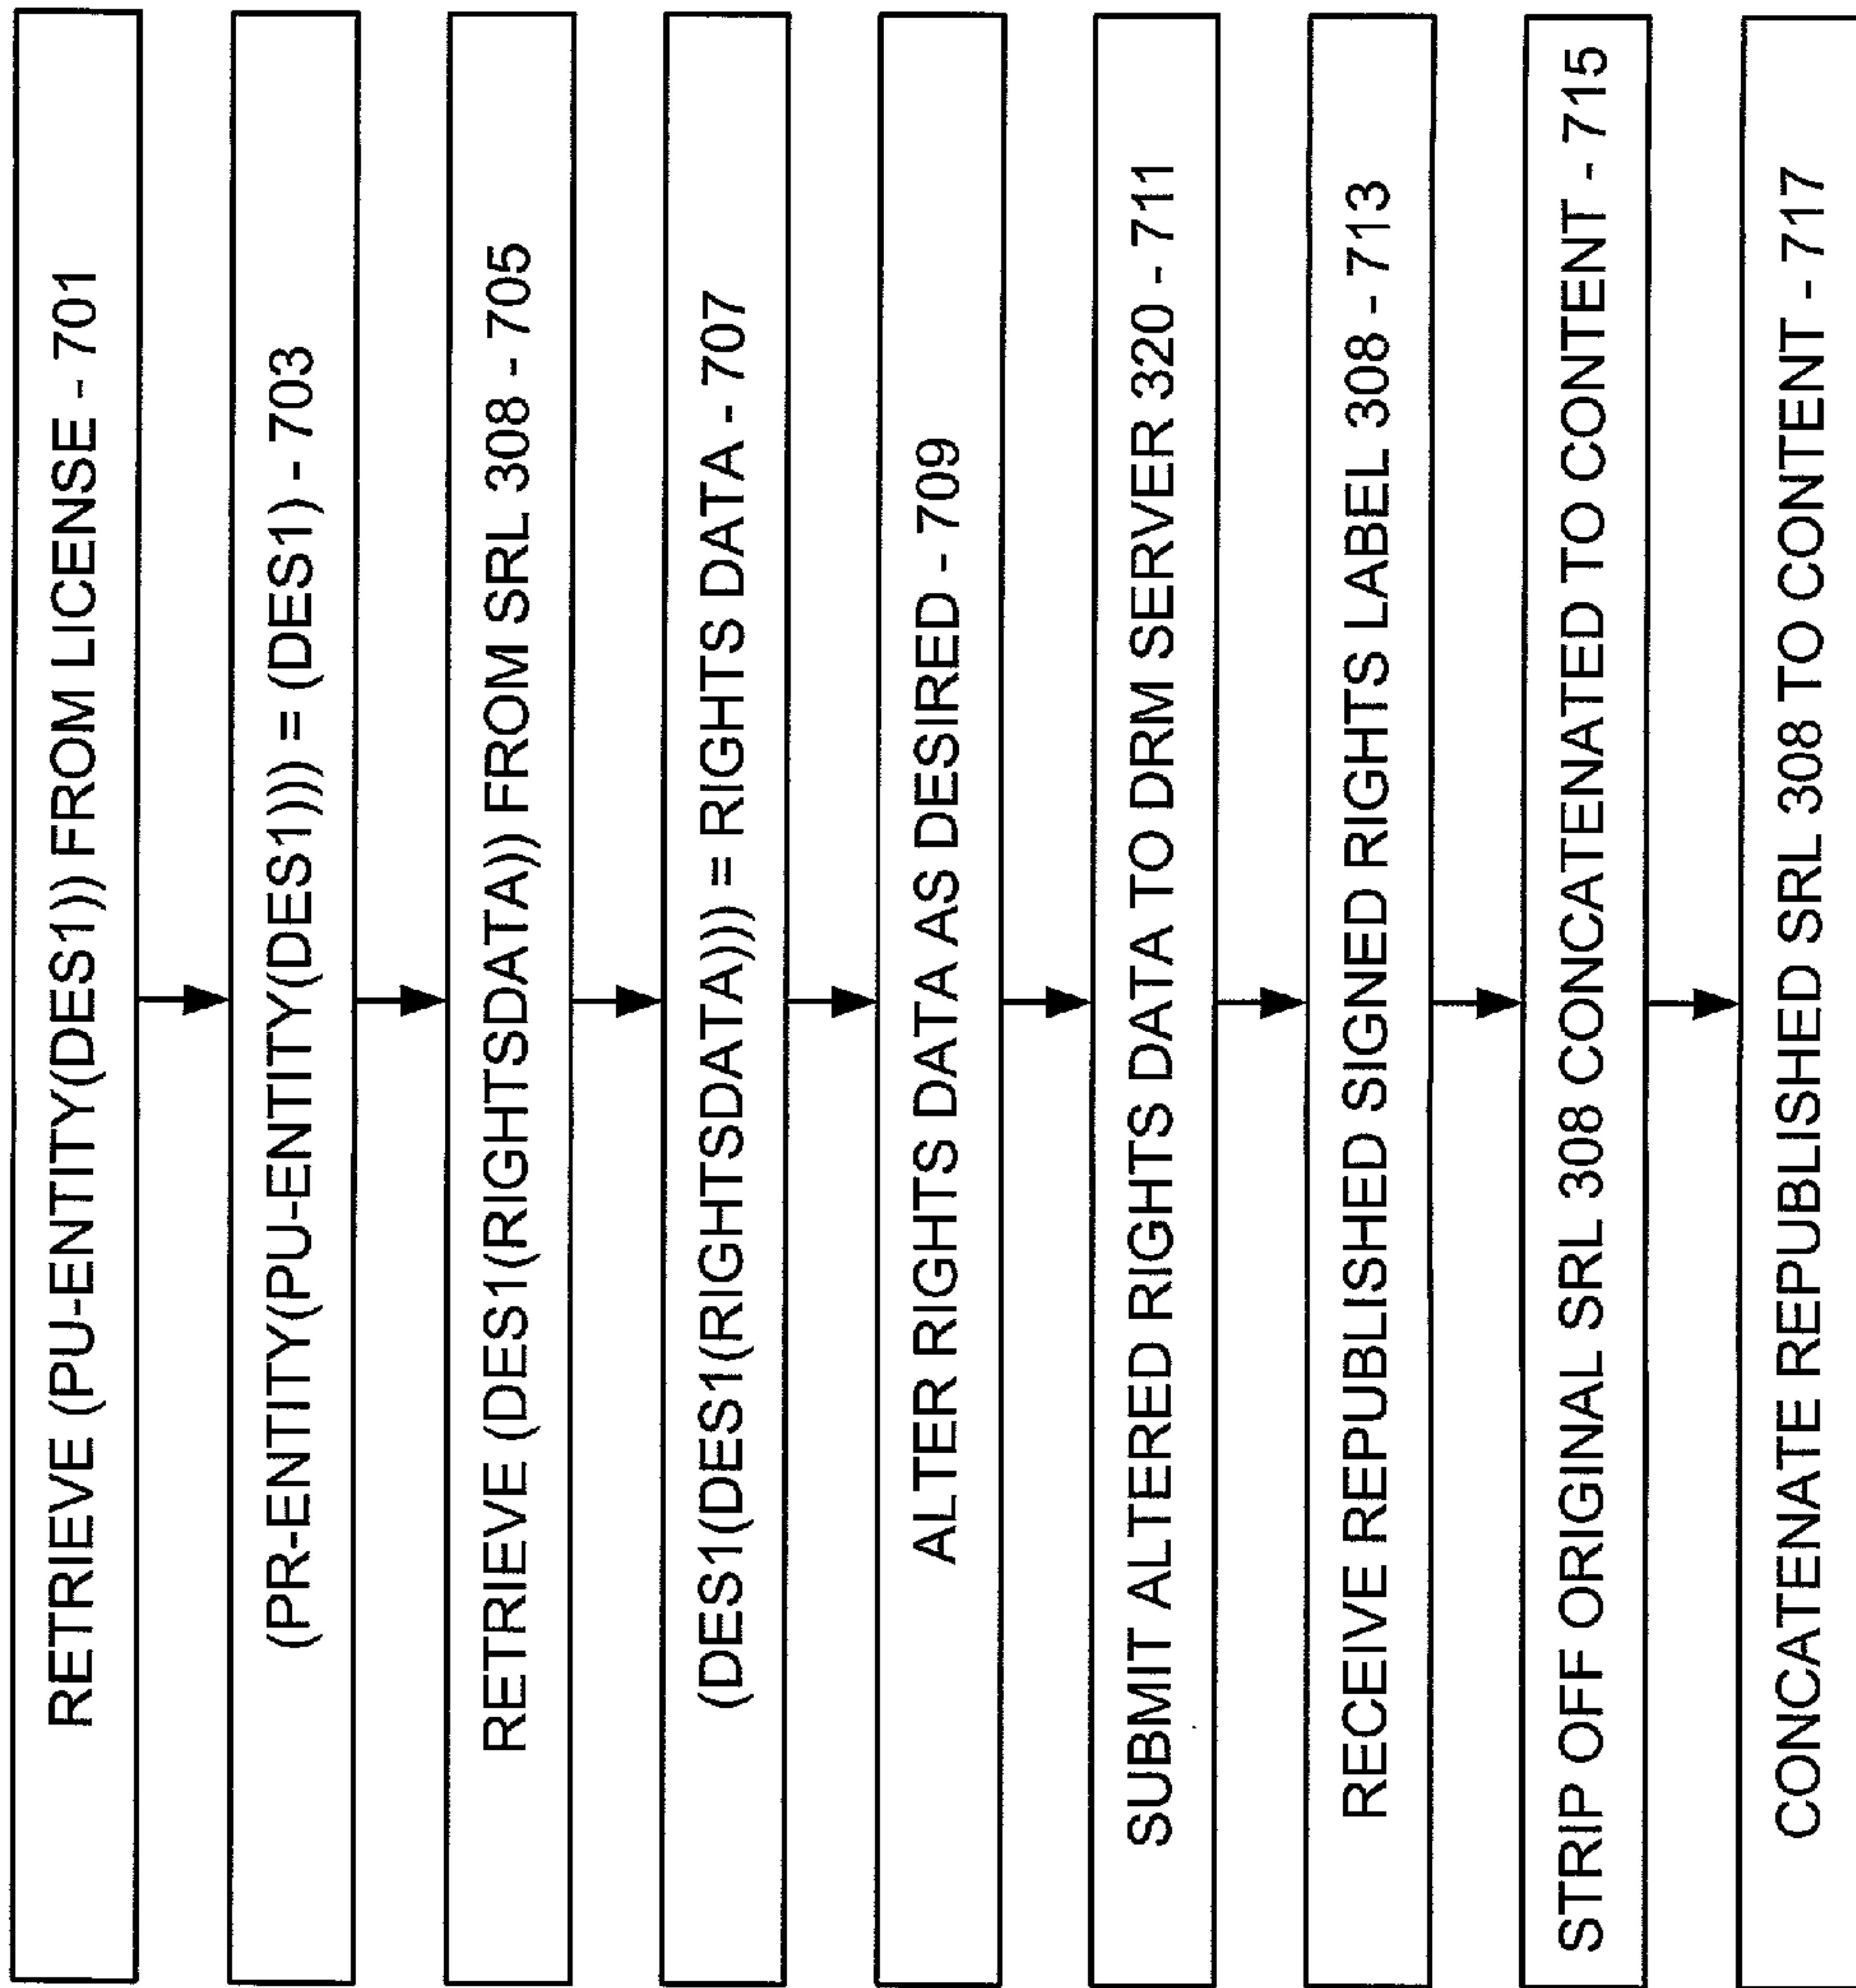 RETRIEVE (PU-ENTITY(DES1)) FROM LICENSE - 701
(PR-ENTITY(PU-ENTITY(DES1))) = (DES1) - 703
RETRIEVE (DES1(RIGHTSDATA)) FROM SRL 308 - 705
(DES1(DES1(RIGHTSDATA))) = RIGHTS DATA - 707
ALTER RIGHTS DATA AS DESIRED - 709
SUBMIT ALTERED RIGHTS DATA TO DRM SERVER 320 - 711
RECEIVE REPUBLISHED SIGNED RIGHTS LABEL 308 - 713
STRIP OFF ORIGINAL SRL 308 CONCATENATED TO CONTENT - 715
CONCATENATE REPUBLISHED SRL 308 TO CONTENT - 717